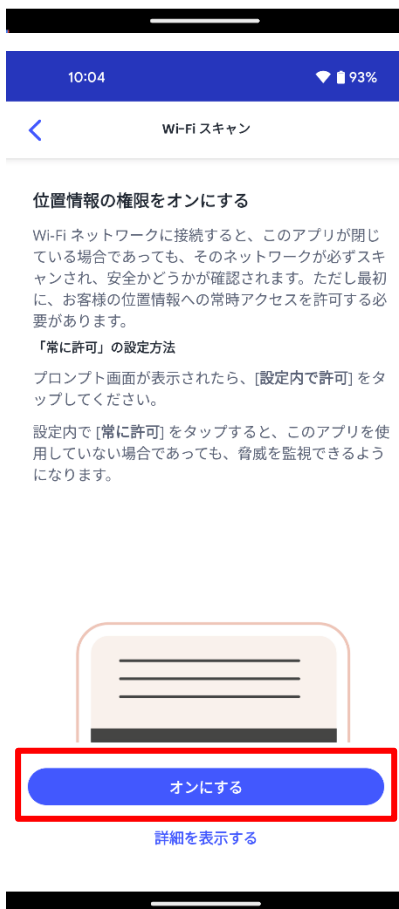 10:04 93%
Wi-Fi スキャン
位置情報の権限をオンにする
Wi-Fi ネットワークに接続すると、このアプリが閉じ
ている場合であっても、そのネットワークが必ずスキ
ャンされ、安全かどうかが確認されます。ただし最初
に、お客様の位置情報への常時アクセスを許可する必
要があります。
「常に許可」の設定方法
プロンプト画面が表示されたら、[設定内で許可] をタ
ップしてください。
設定内で [常に許可] をタップすると、このアプリを使
用していない場合であっても、脅威を監視できるよう
になります。
オンにする
詳細を表示する